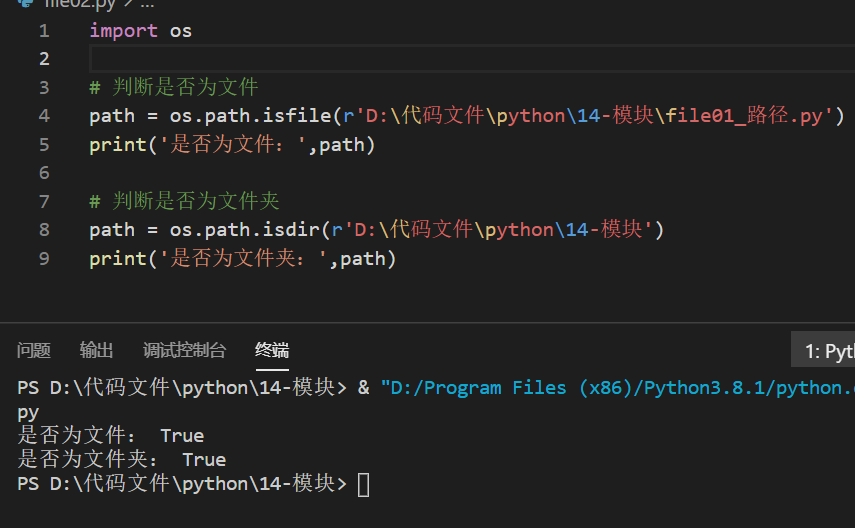 file02.py > ...
1 import os
2
3 # 判断是否为文件
4 path = os.path.isfile(r'D:\代码文件\python\14-模块\file01_路径.py')
5 print('是否为文件：',path)
6
7 # 判断是否为文件夹
8 path = os.path.isdir(r'D:\代码文件\python\14-模块')
9 print('是否为文件夹：',path)
问题 输出 调试控制台 终端 1: Pyt
PS D:\代码文件\python\14-模块> & "D:/Program Files (x86)/Python3.8.1/python.
py
是否为文件： True
是否为文件夹： True
PS D:\代码文件\python\14-模块>